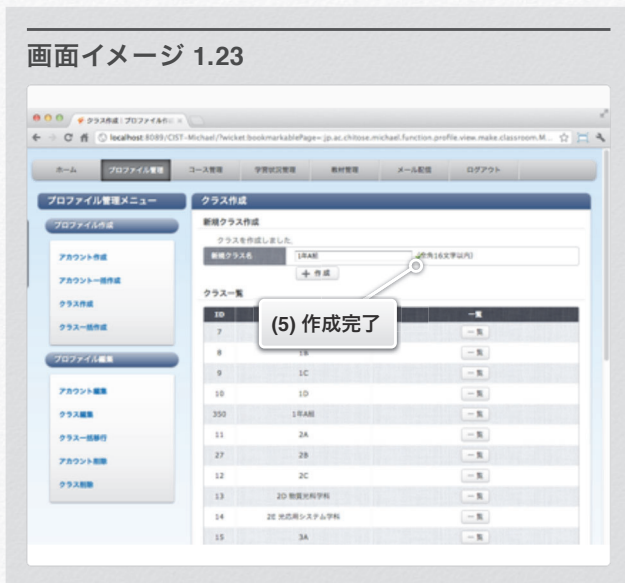 画面イメージ 1.23
クラス作成 | プロファイル作成
localhost:8089/CIST-Michael/?wicket:bookmarkablePage=:jp.ac.chitose.michael.function.profile.view.make.classroom.M...
ホーム プロファイル管理 コース管理 学習状況管理 教材管理 メール配信 ログアウト
プロファイル管理メニュー
プロファイル作成
アカウント作成
アカウント一括作成
クラス作成
クラス一括作成
プロファイル編集
アカウント編集
クラス編集
クラス一括移行
アカウント削除
クラス削除
クラス作成
新規クラス作成
クラスを作成しました
新規クラス名 1年A組 (全角16文字以内)
+ 作成
クラス一覧
(5) 作成完了
ID 一覧
7 一覧
8 1B 一覧
9 1C 一覧
10 1D 一覧
350 1年A組 一覧
11 2A 一覧
27 2B 一覧
12 2C 一覧
13 2D 物質光科学科 一覧
14 2E 光応用システム学科 一覧
15 3A 一覧